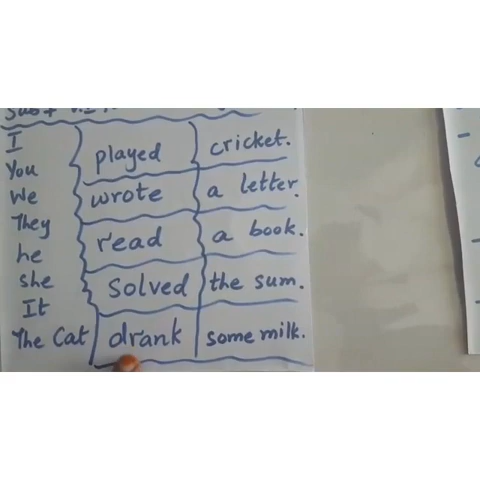 I
You
We
They
he
she
It
The Cat
played cricket.
wrote a letter.
read a book.
solved the sum.
drank some milk.